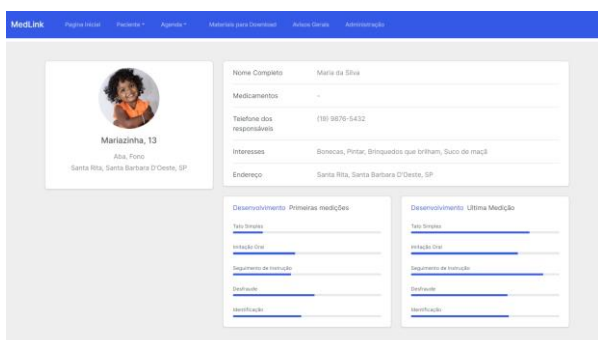 MedLink
Pagina Inicial Paciente Agenda Materiais para Download Avisos Gerais Administração
Mariazinha, 13
Aba, Fono
Santa Rita, Santa Barbara D'Oeste, SP
Nome Completo Maria da Silva
Medicamentos -
Telefone dos
responsáveis (19) 9876-5432
Interesses Bonecas, Pintar, Brinquedos que brilham, Suco de maçã
Endereço Santa Rita, Santa Barbara D'Oeste, SP
Desenvolvimento Primeiras medições
Tato Simples
Imitação Oral
Seguimento de Instrução
Desfraude
Identificação
Desenvolvimento Ultima Medição
Tato Simples
Imitação Oral
Seguimento de Instrução
Desfraude
Identificação